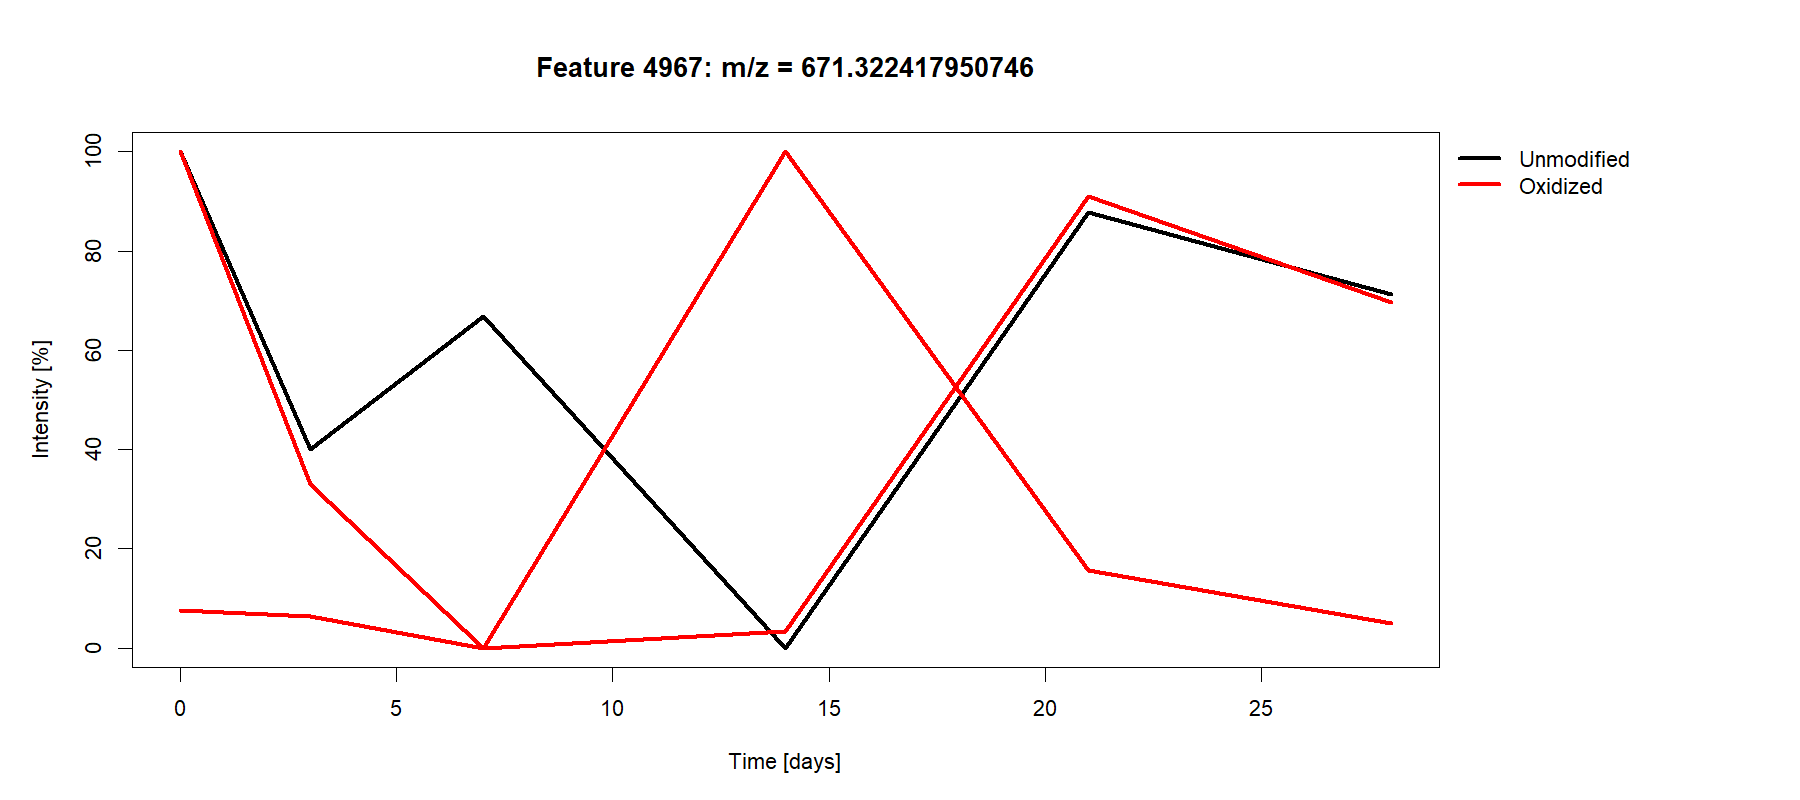 Feature 4967: m/z = 671.322417950746
Unmodified
Oxidized
Intensity [%]
100
80
60
40
20
0
0 5 10 15 20 25
Time [days]